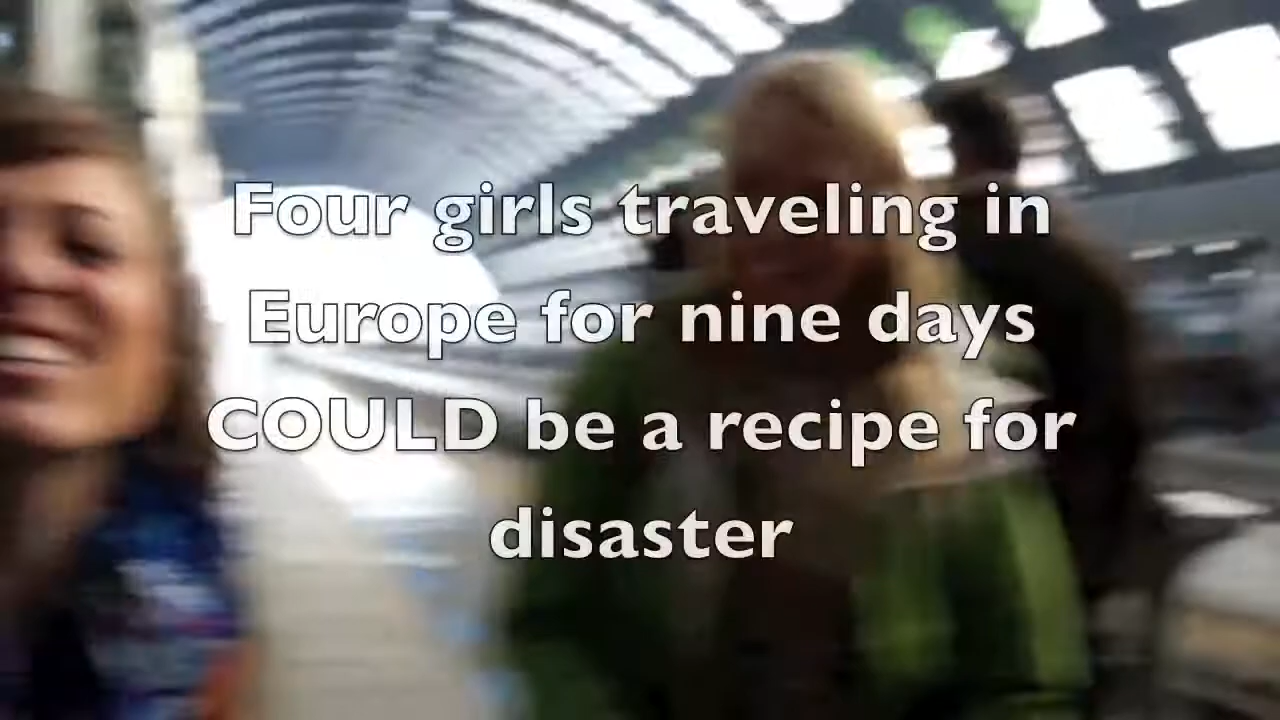 Four girls traveling in
Europe for nine days
COULD be a recipe for
disaster